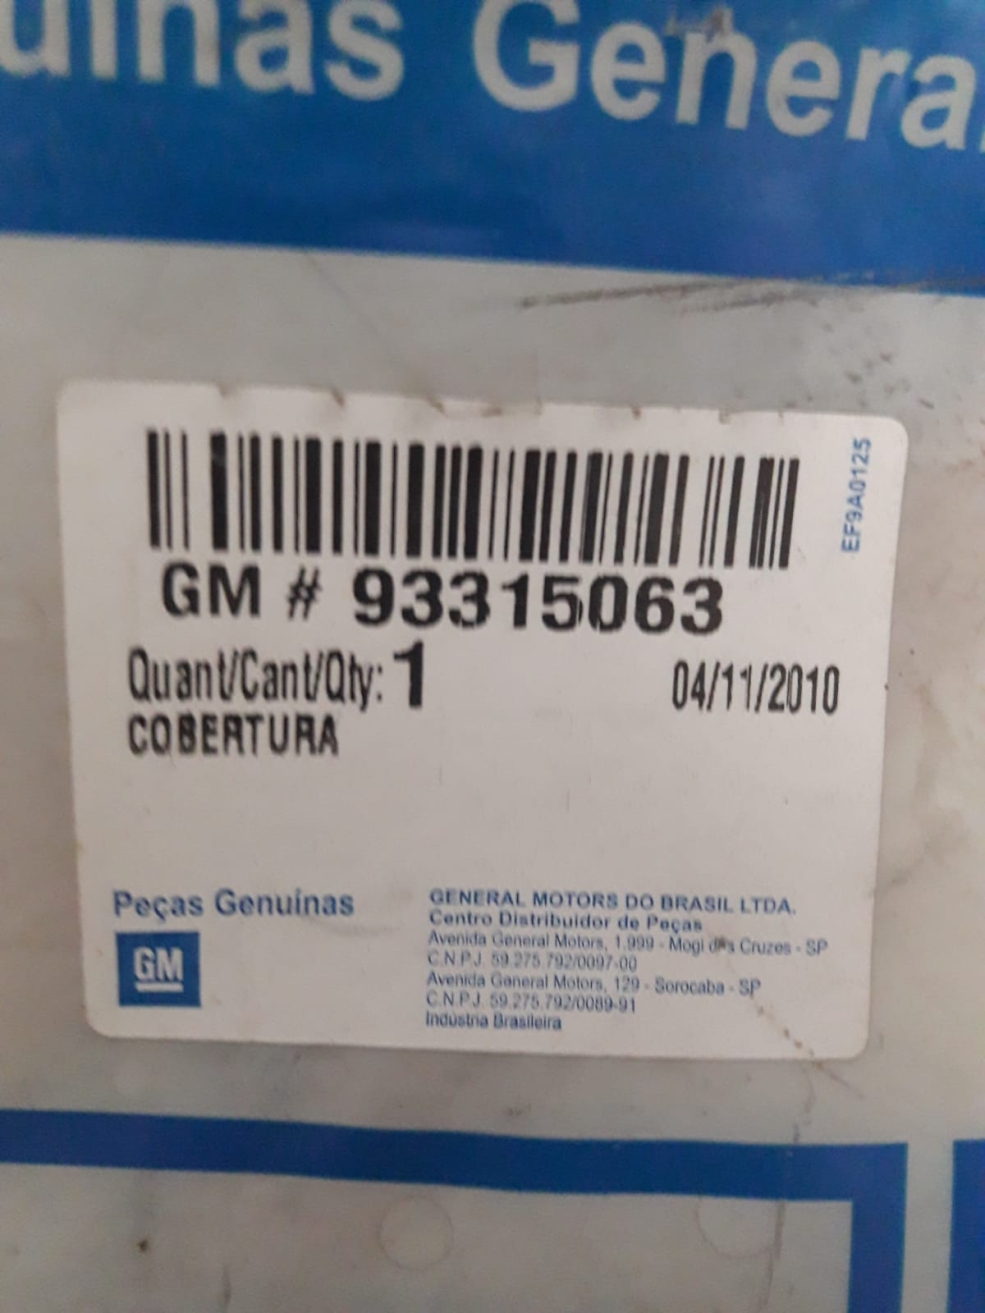 uínas General
EF9A0125
GM # 93315063
Quant/Cant/Qty: 1 04/11/2010
COBERTURA
Peças Genuínas
GM
GENERAL MOTORS DO BRASIL LTDA.
Centro Distribuidor de Peças
Avenida General Motors, 1.999 - Mogi das Cruzes - SP
C.N.P.J. 59.275.792/0097-00
Avenida General Motors, 129 - Sorocaba - SP
C.N.P.J. 59.275.792/0089-91
Indústria Brasileira